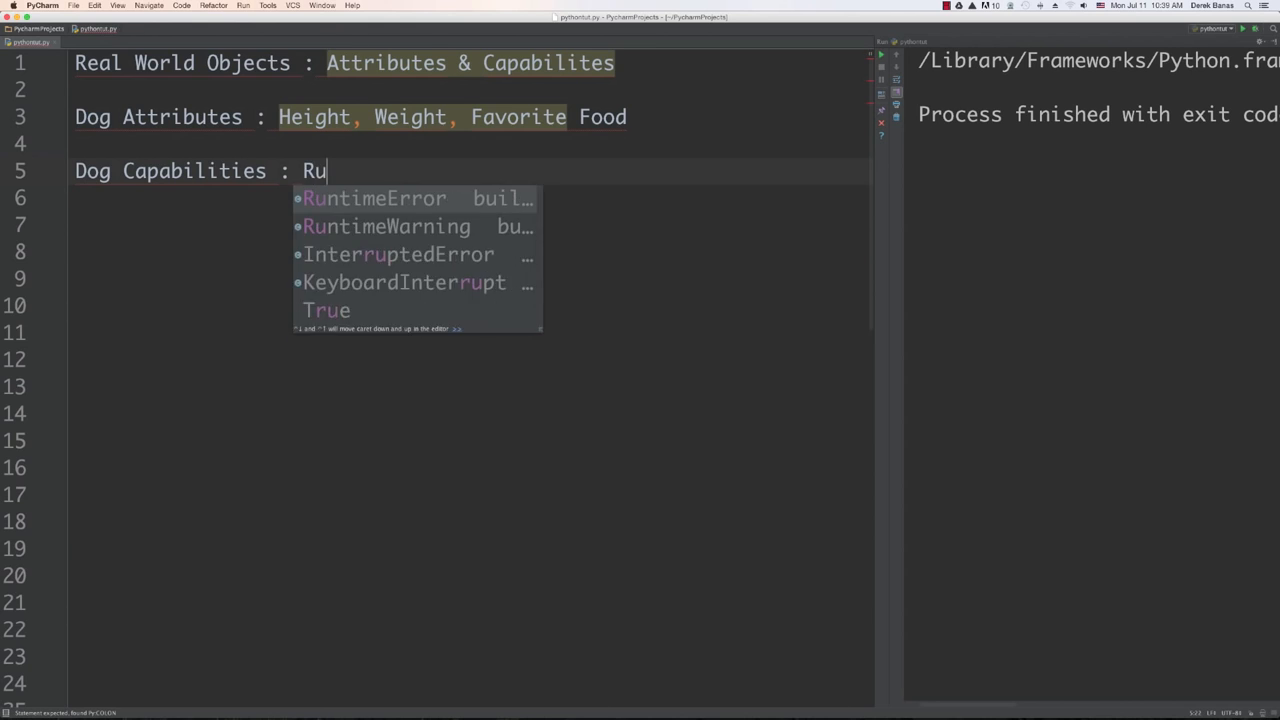 PyCharm File Edit View Navigate Code Refactor Run Tools VCS Window Help Mon Jul 11 10:39 AM Derek Banas
pythontut.py - PycharmProjects - [~/PycharmProjects]
PycharmProjects pythontut.py pythontut
pythontut.py Run pythontut
1 Real World Objects : Attributes & Capabilites
2
3 Dog Attributes : Height, Weight, Favorite Food
4
5 Dog Capabilities : Ru
6 RuntimeError buil…
7 RuntimeWarning bu…
8 InterruptedError …
9 KeyboardInterrupt …
10 True
^↓ and ^↑ will move caret down and up in the editor >>
11
12
13
14
15
16
17
18
19
20
21
22
23
24
/Library/Frameworks/Python.fra
Process finished with exit cod
Statement expected, found Py:COLON 5:22 LF÷ UTF-8÷